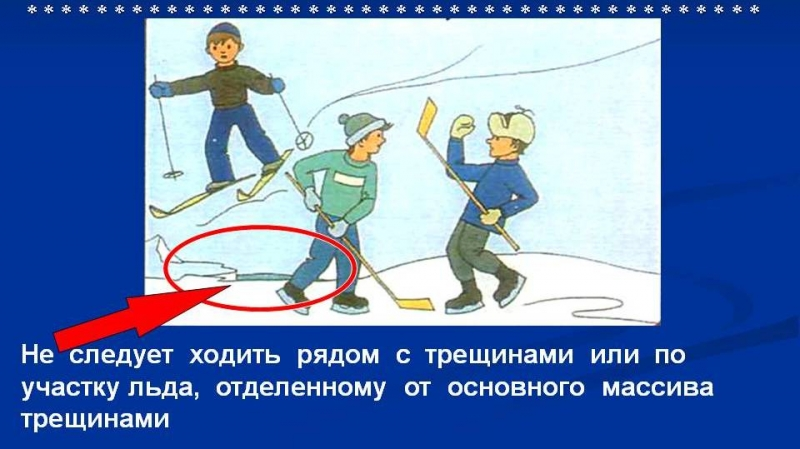 * * * * * * * * * * * * * * * * * * * * * * * * * * * * * * * * * * * * * * * * * *
Не следует ходить рядом с трещинами или по
участку льда, отделенному от основного массива
трещинами